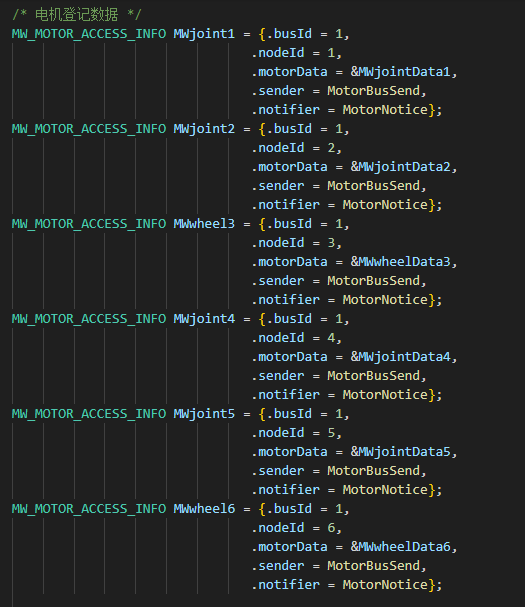 /* 电机登记数据 */
MW_MOTOR_ACCESS_INFO MWjoint1 = {.busId = 1,
.nodeId = 1,
.motorData = &MWjointData1,
.sender = MotorBusSend,
.notifier = MotorNotice};
MW_MOTOR_ACCESS_INFO MWjoint2 = {.busId = 1,
.nodeId = 2,
.motorData = &MWjointData2,
.sender = MotorBusSend,
.notifier = MotorNotice};
MW_MOTOR_ACCESS_INFO MWwheel3 = {.busId = 1,
.nodeId = 3,
.motorData = &MWwheelData3,
.sender = MotorBusSend,
.notifier = MotorNotice};
MW_MOTOR_ACCESS_INFO MWjoint4 = {.busId = 1,
.nodeId = 4,
.motorData = &MWjointData4,
.sender = MotorBusSend,
.notifier = MotorNotice};
MW_MOTOR_ACCESS_INFO MWjoint5 = {.busId = 1,
.nodeId = 5,
.motorData = &MWjointData5,
.sender = MotorBusSend,
.notifier = MotorNotice};
MW_MOTOR_ACCESS_INFO MWwheel6 = {.busId = 1,
.nodeId = 6,
.motorData = &MWwheelData6,
.sender = MotorBusSend,
.notifier = MotorNotice};